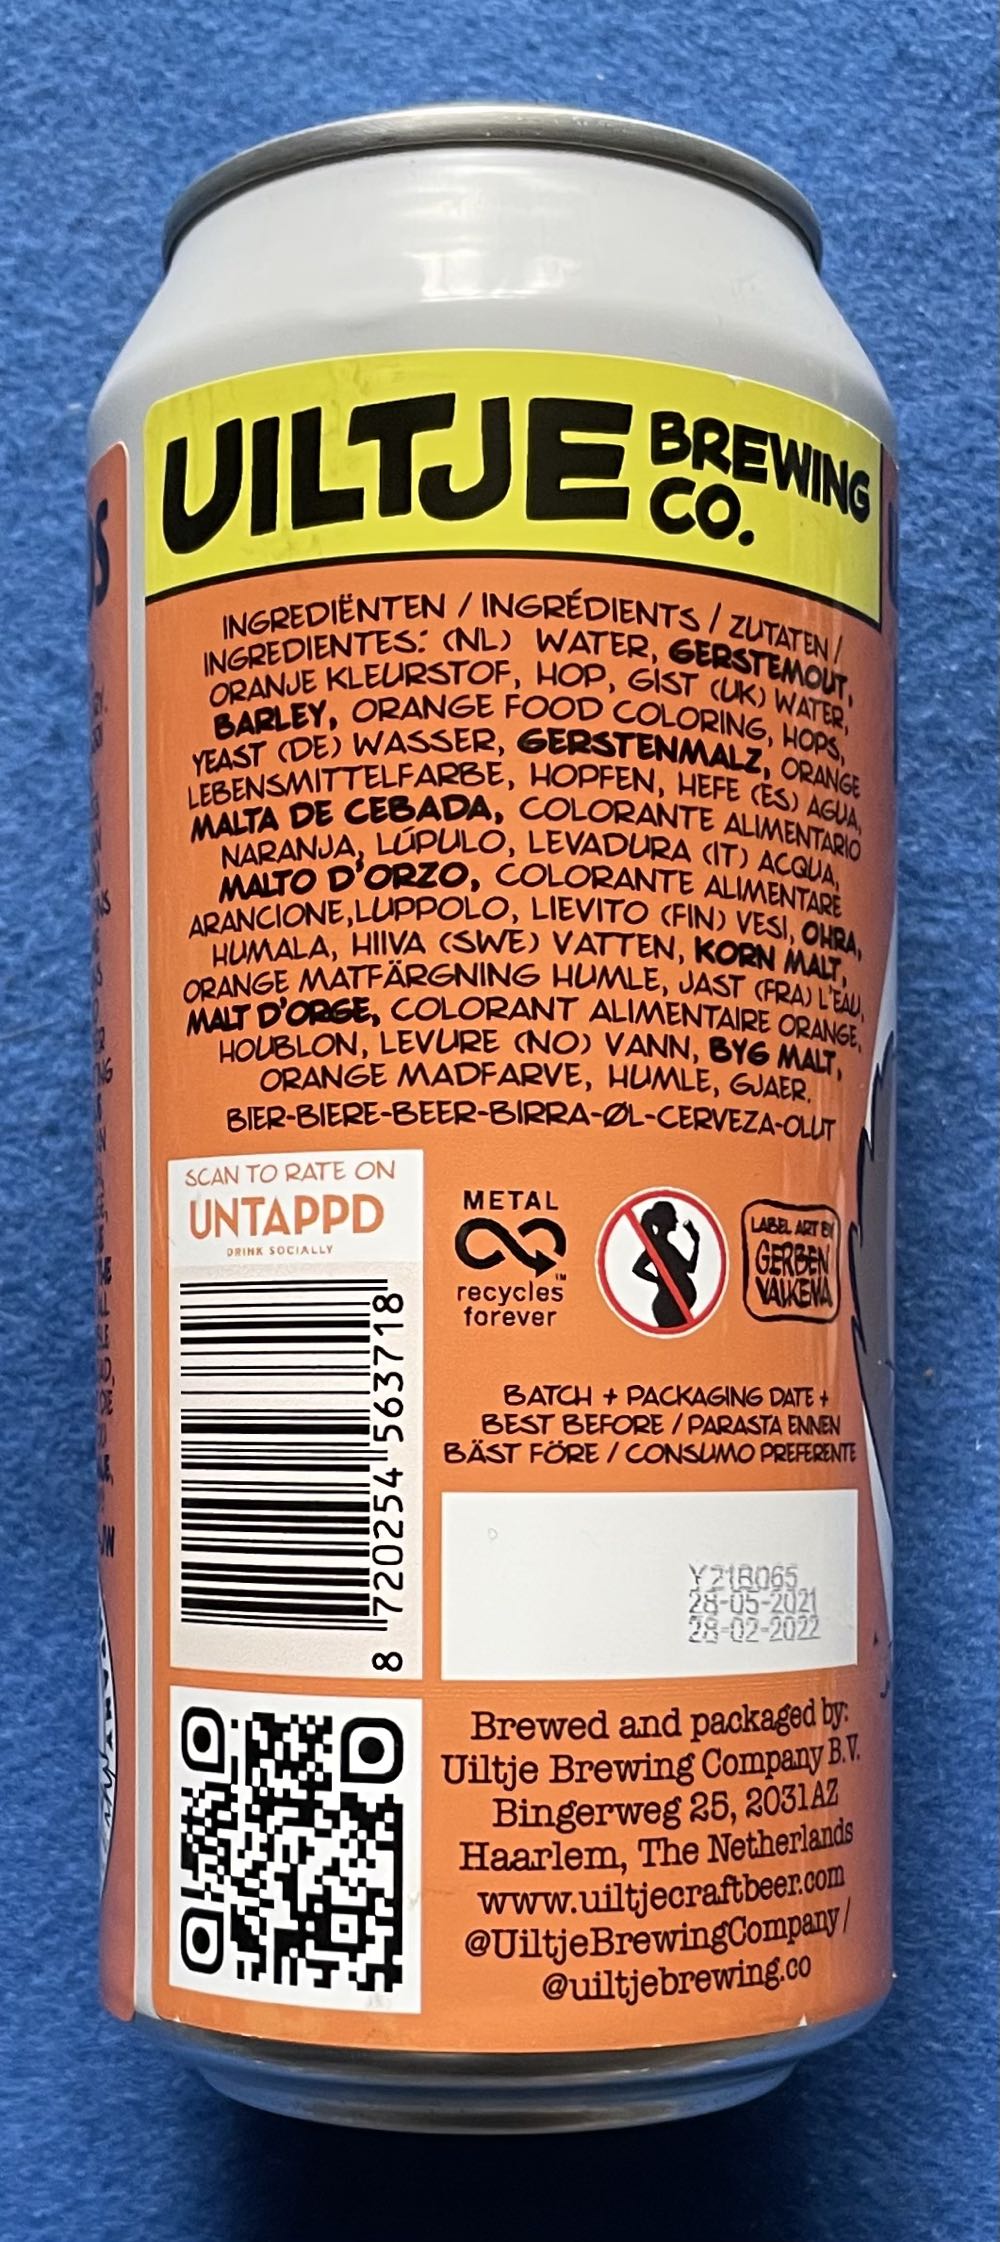 UILTJE BREWING CO.
INGREDIËNTEN / INGRÉDIENTS / ZUTATEN /
INGREDIENTES: (NL) WATER, GERSTEMOUT,
ORANJE KLEURSTOF, HOP, GIST (UK) WATER,
BARLEY, ORANGE FOOD COLORING, HOPS,
YEAST (DE) WASSER, GERSTENMALZ, ORANGE
LEBENSMITTELFARBE, HOPFEN, HEFE (ES) AGUA,
MALTA DE CEBADA, COLORANTE ALIMENTARIO
NARANJA, LÚPULO, LEVADURA (IT) ACQUA,
MALTO D'ORZO, COLORANTE ALIMENTARE
ARANCIONE,LUPPOLO, LIEVITO (FIN) VESI, OHRA,
HUMALA, HIIVA (SWE) VATTEN, KORN MALT,
ORANGE MATFÄRGNING HUMLE, JAST (FRA) L'EAU,
MALT D'ORGE, COLORANT ALIMENTAIRE ORANGE,
HOUBLON, LEVURE (NO) VANN, BYG MALT,
ORANGE MADFARVE, HUMLE, GJAER.
BIER-BIERE-BEER-BIRRA-ØL-CERVEZA-OLUT
SCAN TO RATE ON
UNTAPPD
DRINK SOCIALLY
8 720254 563718
METAL
recycles
forever
TM
LABEL ART BY
GERBEN
VALKEMA
BATCH + PACKAGING DATE +
BEST BEFORE / PARASTA ENNEN
BÄST FÖRE / CONSUMO PREFERENTE
Y21B065
28-05-2021
28-02-2022
Brewed and packaged by:
Uiltje Brewing Company B.V.
Bingerweg 25, 2031AZ
Haarlem, The Netherlands
www.uiltjecraftbeer.com
@UiltjeBrewingCompany/
@uiltjebrewing.co